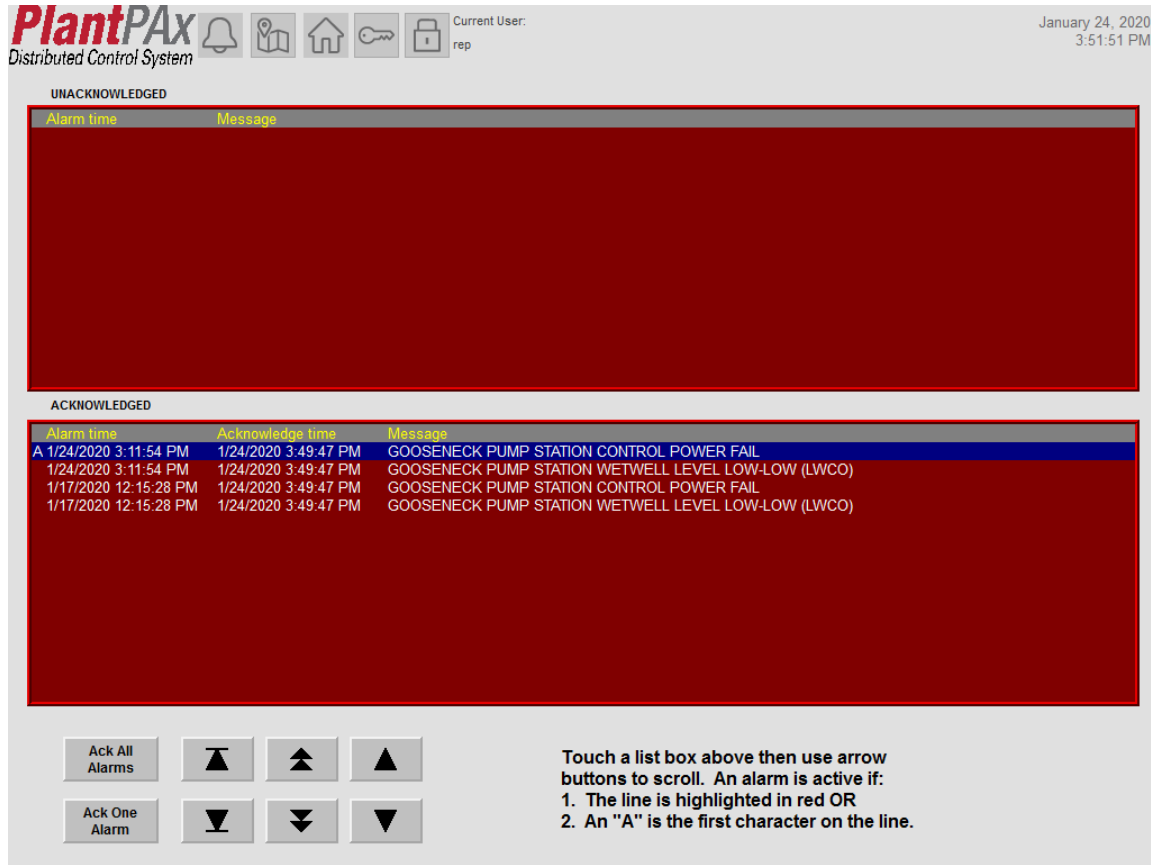 PlantPAx
Distributed Control System
Current User:
rep
January 24, 2020
3:51:51 PM
UNACKNOWLEDGED
Alarm time Message
ACKNOWLEDGED
Alarm time Acknowledge time Message
A 1/24/2020 3:11:54 PM 1/24/2020 3:49:47 PM GOOSENECK PUMP STATION CONTROL POWER FAIL
1/24/2020 3:11:54 PM 1/24/2020 3:49:47 PM GOOSENECK PUMP STATION WETWELL LEVEL LOW-LOW (LWCO)
1/17/2020 12:15:28 PM 1/24/2020 3:49:47 PM GOOSENECK PUMP STATION CONTROL POWER FAIL
1/17/2020 12:15:28 PM 1/24/2020 3:49:47 PM GOOSENECK PUMP STATION WETWELL LEVEL LOW-LOW (LWCO)
Ack All
Alarms
Ack One
Alarm
Touch a list box above then use arrow
buttons to scroll. An alarm is active if:
1. The line is highlighted in red OR
2. An "A" is the first character on the line.